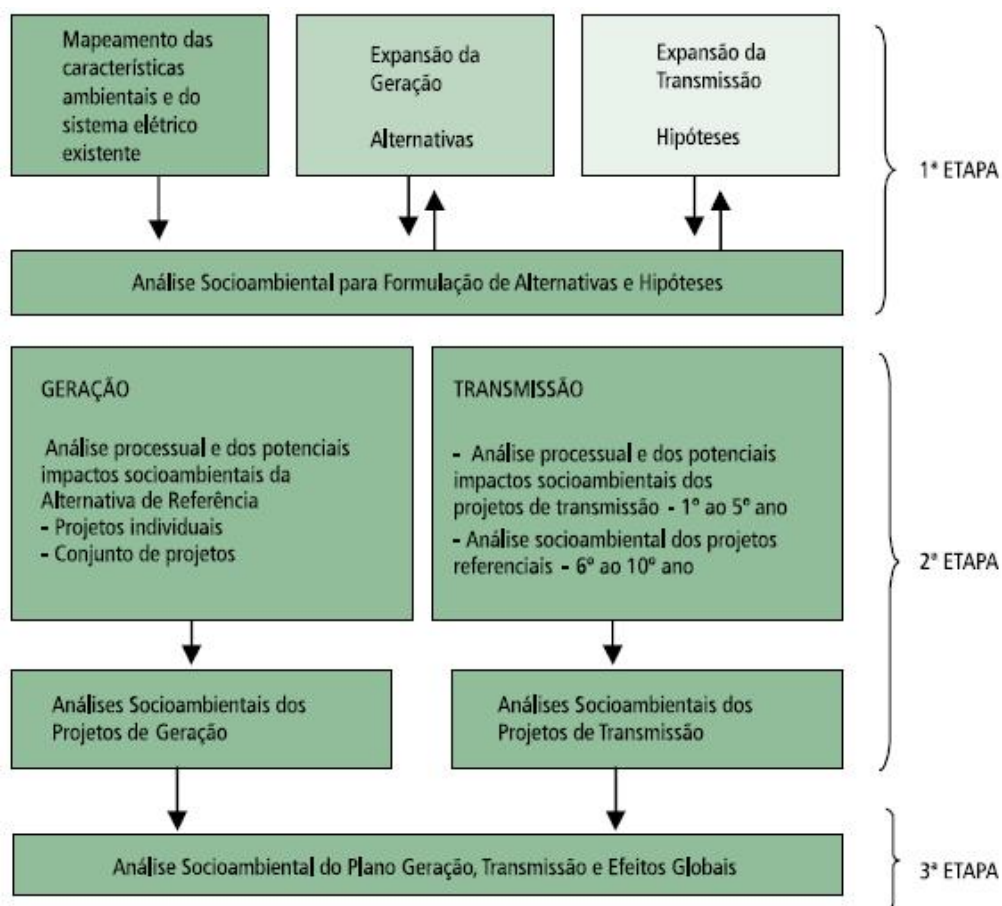 Mapeamento das
características
ambientais e do
sistema elétrico
existente
Expansão da
Geração
Alternativas
Expansão da
Transmissão
Hipóteses
1ª ETAPA
Análise Socioambiental para Formulação de Alternativas e Hipóteses
GERAÇÃO
Análise processual e dos potenciais
impactos socioambientais da
Alternativa de Referência
- Projetos individuais
- Conjunto de projetos
TRANSMISSÃO
- Análise processual e dos potenciais
impactos socioambientais dos
projetos de transmissão - 1º ao 5º ano
- Análise socioambiental dos projetos
referenciais - 6º ao 10º ano
2ª ETAPA
Análises Socioambientais dos
Projetos de Geração
Análises Socioambientais dos
Projetos de Transmissão
Análise Socioambiental do Plano Geração, Transmissão e Efeitos Globais
3ª ETAPA